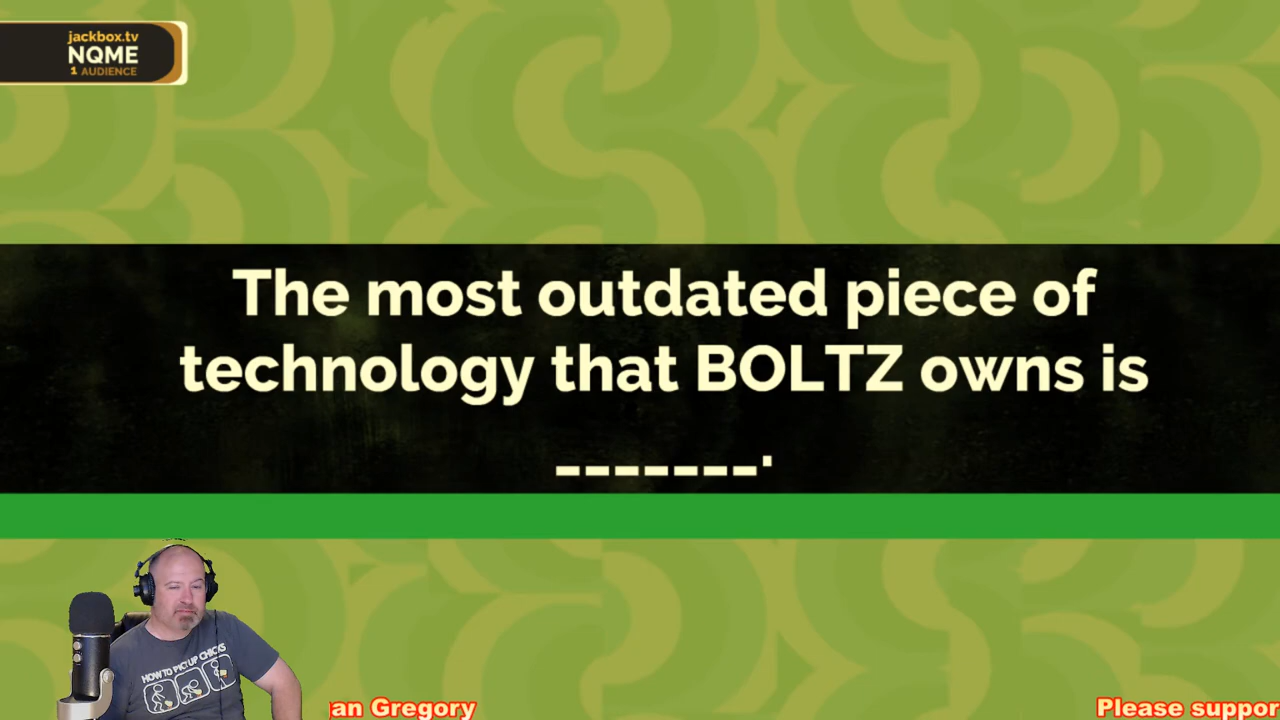 jackbox.tv
NQME
1 AUDIENCE
The most outdated piece of
technology that BOLTZ owns is
_______.
HOW TO PICK UP CHICKS
an Gregory
Please suppor